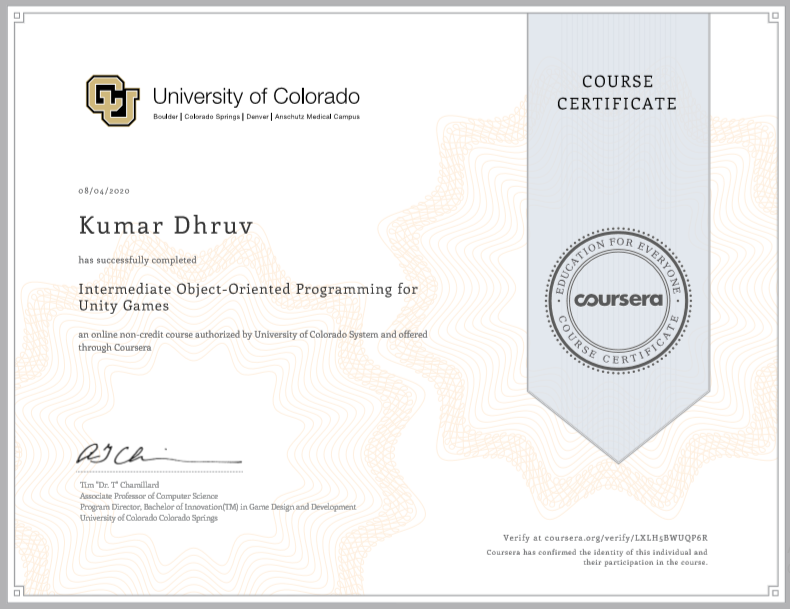 CU
University of Colorado
Boulder | Colorado Springs | Denver | Anschutz Medical Campus
COURSE
CERTIFICATE
08/04/2020
Kumar Dhruv
has successfully completed
Intermediate Object-Oriented Programming for
Unity Games
an online non-credit course authorized by University of Colorado System and offered
through Coursera
EDUCATION FOR EVERYONE
coursera
COURSE CERTIFICATE
Tim "Dr. T" Chamillard
Associate Professor of Computer Science
Program Director, Bachelor of Innovation(TM) in Game Design and Development
University of Colorado Colorado Springs
Verify at coursera.org/verify/LXLH5BWUQP6R
Coursera has confirmed the identity of this individual and
their participation in the course.